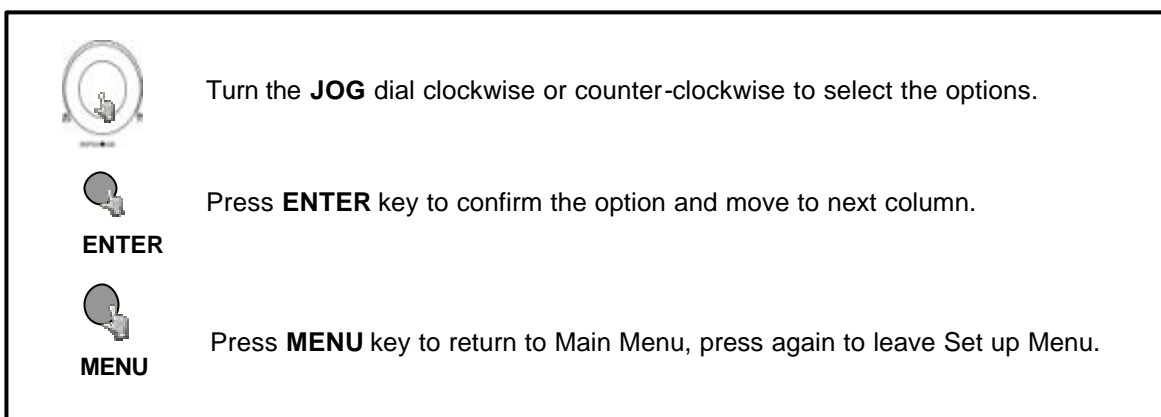 Turn the JOG dial clockwise or counter-clockwise to select the options.
Press ENTER key to confirm the option and move to next column.
ENTER
Press MENU key to return to Main Menu, press again to leave Set up Menu.
MENU